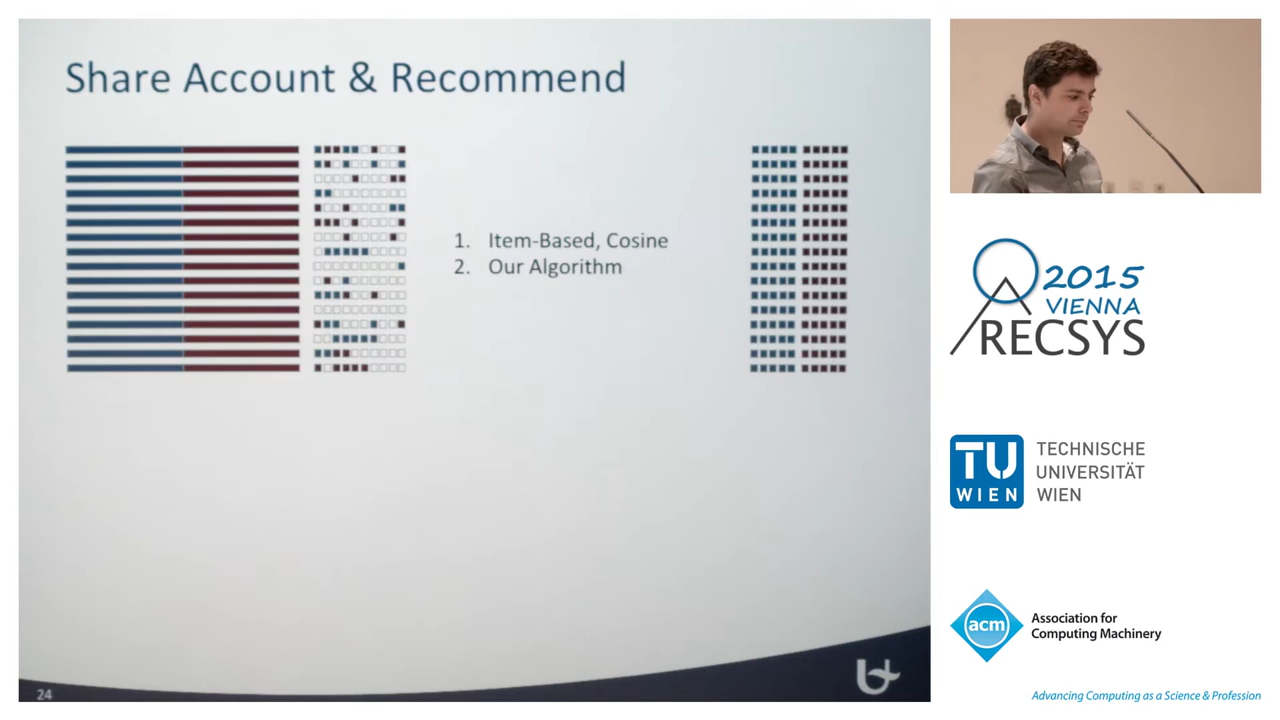 Share Account & Recommend
1. Item-Based, Cosine
2. Our Algorithm
24
2015
VIENNA
RECSYS
TU
WIEN
TECHNISCHE
UNIVERSITÄT
WIEN
acm
Association for
Computing Machinery
Advancing Computing as a Science & Profession